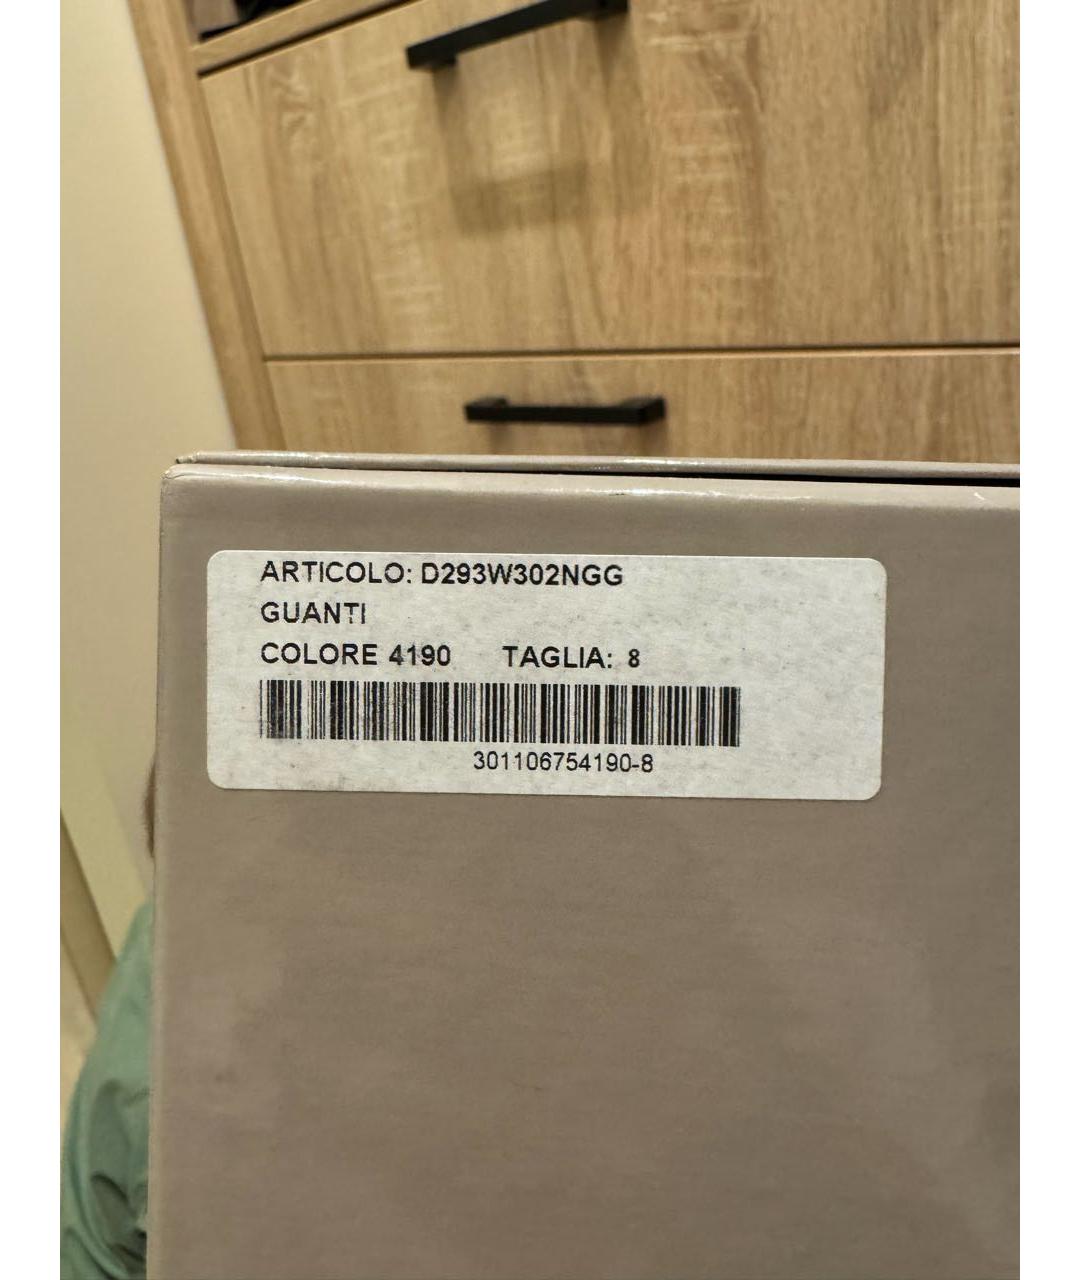 ARTICOLO: D293W302NGG
GUANTI
COLORE 4190 TAGLIA: 8
301106754190-8